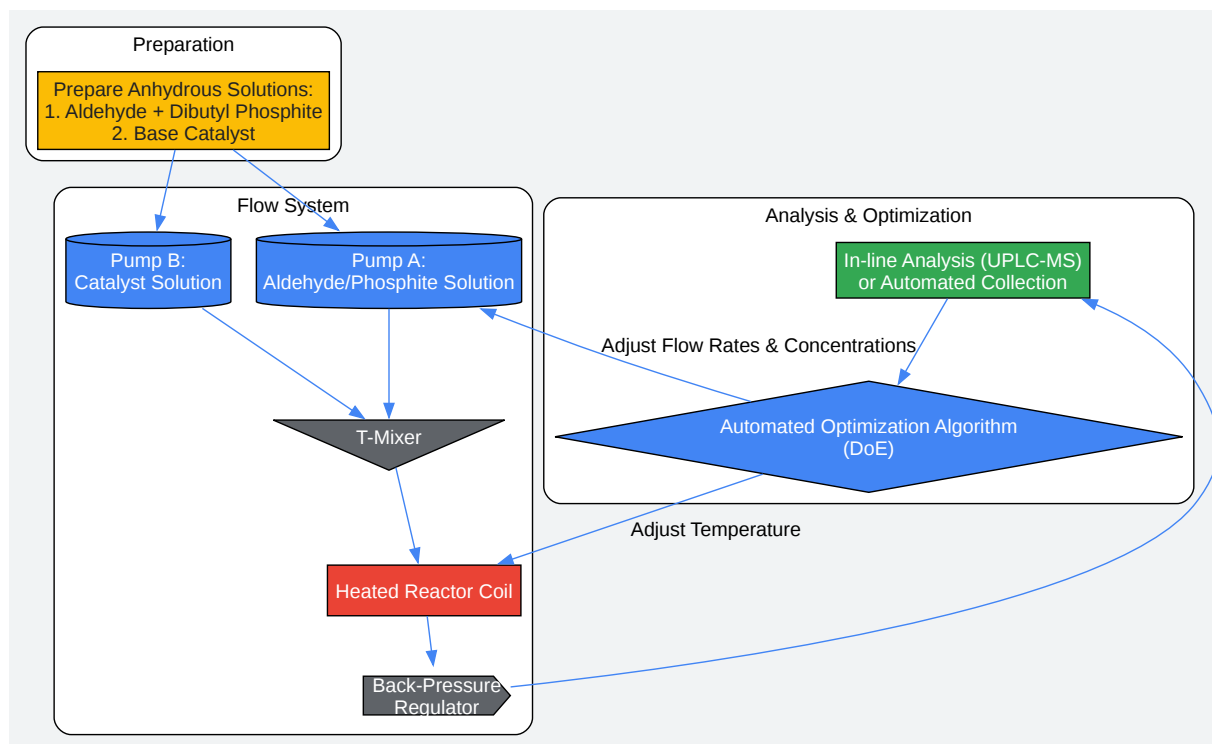 Preparation
Prepare Anhydrous Solutions:
1. Aldehyde + Dibutyl Phosphite
2. Base Catalyst
Flow System
Pump B:
Catalyst Solution
Pump A:
Aldehyde/Phosphite Solution
T-Mixer
Heated Reactor Coil
Back-Pressure
Regulator
Analysis & Optimization
In-line Analysis (UPLC-MS)
or Automated Collection
Adjust Flow Rates & Concentrations
Automated Optimization Algorithm
(DoE)
Adjust Temperature